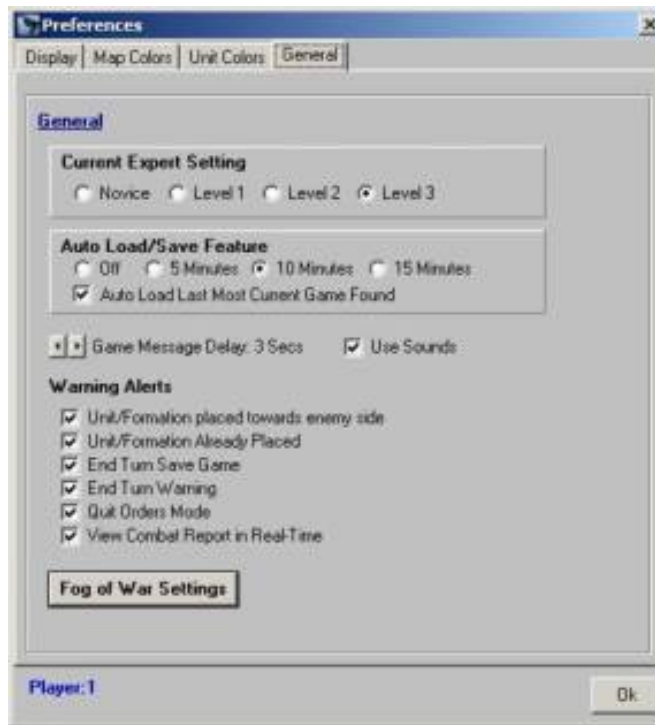 Preferences
Display Map Colors Unit Colors General
General
Current Expert Setting
Novice Level 1 Level 2 Level 3
Auto Load/Save Feature
Off 5 Minutes 10 Minutes 15 Minutes
Auto Load Last Most Current Game Found
Game Message Delay: 3 Secs Use Sounds
Warning Alerts
Unit/Formation placed towards enemy side
Unit/Formation Already Placed
End Turn Save Game
End Turn Warning
Quit Orders Mode
View Combat Report in Real-Time
Fog of War Settings
Player:1
Ok